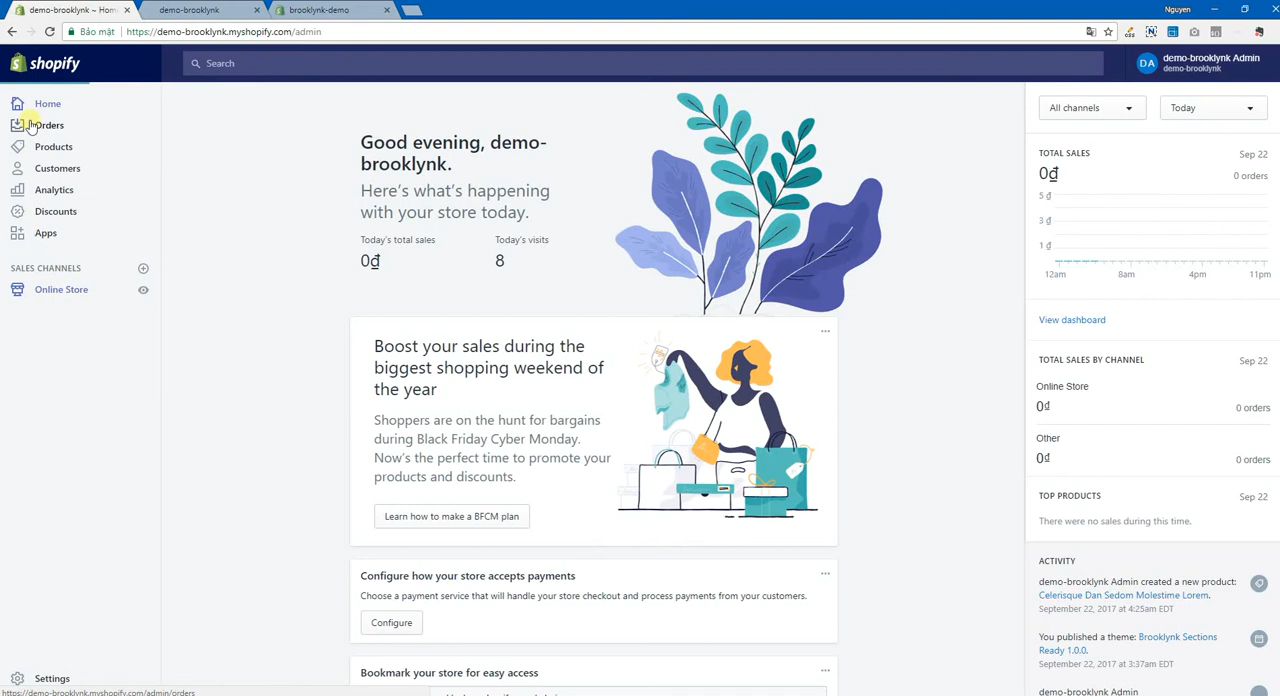 demo-brooklynk ~ Hom
demo-brooklynk
brooklynk-demo
Nguyen
Bảo mật
https://demo-brooklynk.myshopify.com/admin
shopify
Search
DA
demo-brooklynk Admin
demo-brooklynk
Home
Orders
Products
Customers
Analytics
Discounts
Apps
SALES CHANNELS
Online Store
Settings
https://demo-brooklynk.myshopify.com/admin/orders
Good evening, demo-
brooklynk.
Here's what's happening
with your store today.
Today's total sales
Today's visits
0₫
8
Boost your sales during the
biggest shopping weekend of
the year
Shoppers are on the hunt for bargains
during Black Friday Cyber Monday.
Now's the perfect time to promote your
products and discounts.
Learn how to make a BFCM plan
Configure how your store accepts payments
Choose a payment service that will handle your store checkout and process payments from your customers.
Configure
Bookmark your store for easy access
All channels
Today
TOTAL SALES
Sep 22
0₫
0 orders
5 ₫
3 ₫
1 ₫
12am
8am
4pm
11pm
View dashboard
TOTAL SALES BY CHANNEL
Sep 22
Online Store
0₫
0 orders
Other
0₫
0 orders
TOP PRODUCTS
Sep 22
There were no sales during this time.
ACTIVITY
demo-brooklynk Admin created a new product:
Celerisque Dan Sedom Molestime Lorem.
September 22, 2017 at 4:25am EDT
You published a theme: Brooklynk Sections
Ready 1.0.0.
September 22, 2017 at 3:37am EDT
demo-brooklynk Admin